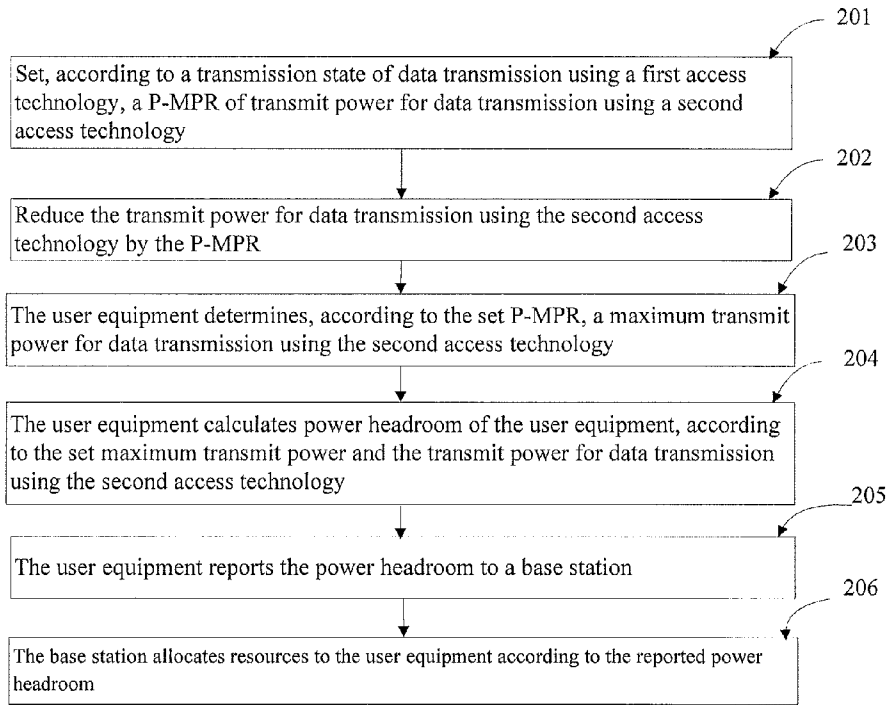 201
Set, according to a transmission state of data transmission using a first access
technology, a P-MPR of transmit power for data transmission using a second
access technology
202
Reduce the transmit power for data transmission using the second access
technology by the P-MPR
203
The user equipment determines, according to the set P-MPR, a maximum transmit
power for data transmission using the second access technology
204
The user equipment calculates power headroom of the user equipment, according
to the set maximum transmit power and the transmit power for data transmission
using the second access technology
205
The user equipment reports the power headroom to a base station
206
The base station allocates resources to the user equipment according to the reported power
headroom